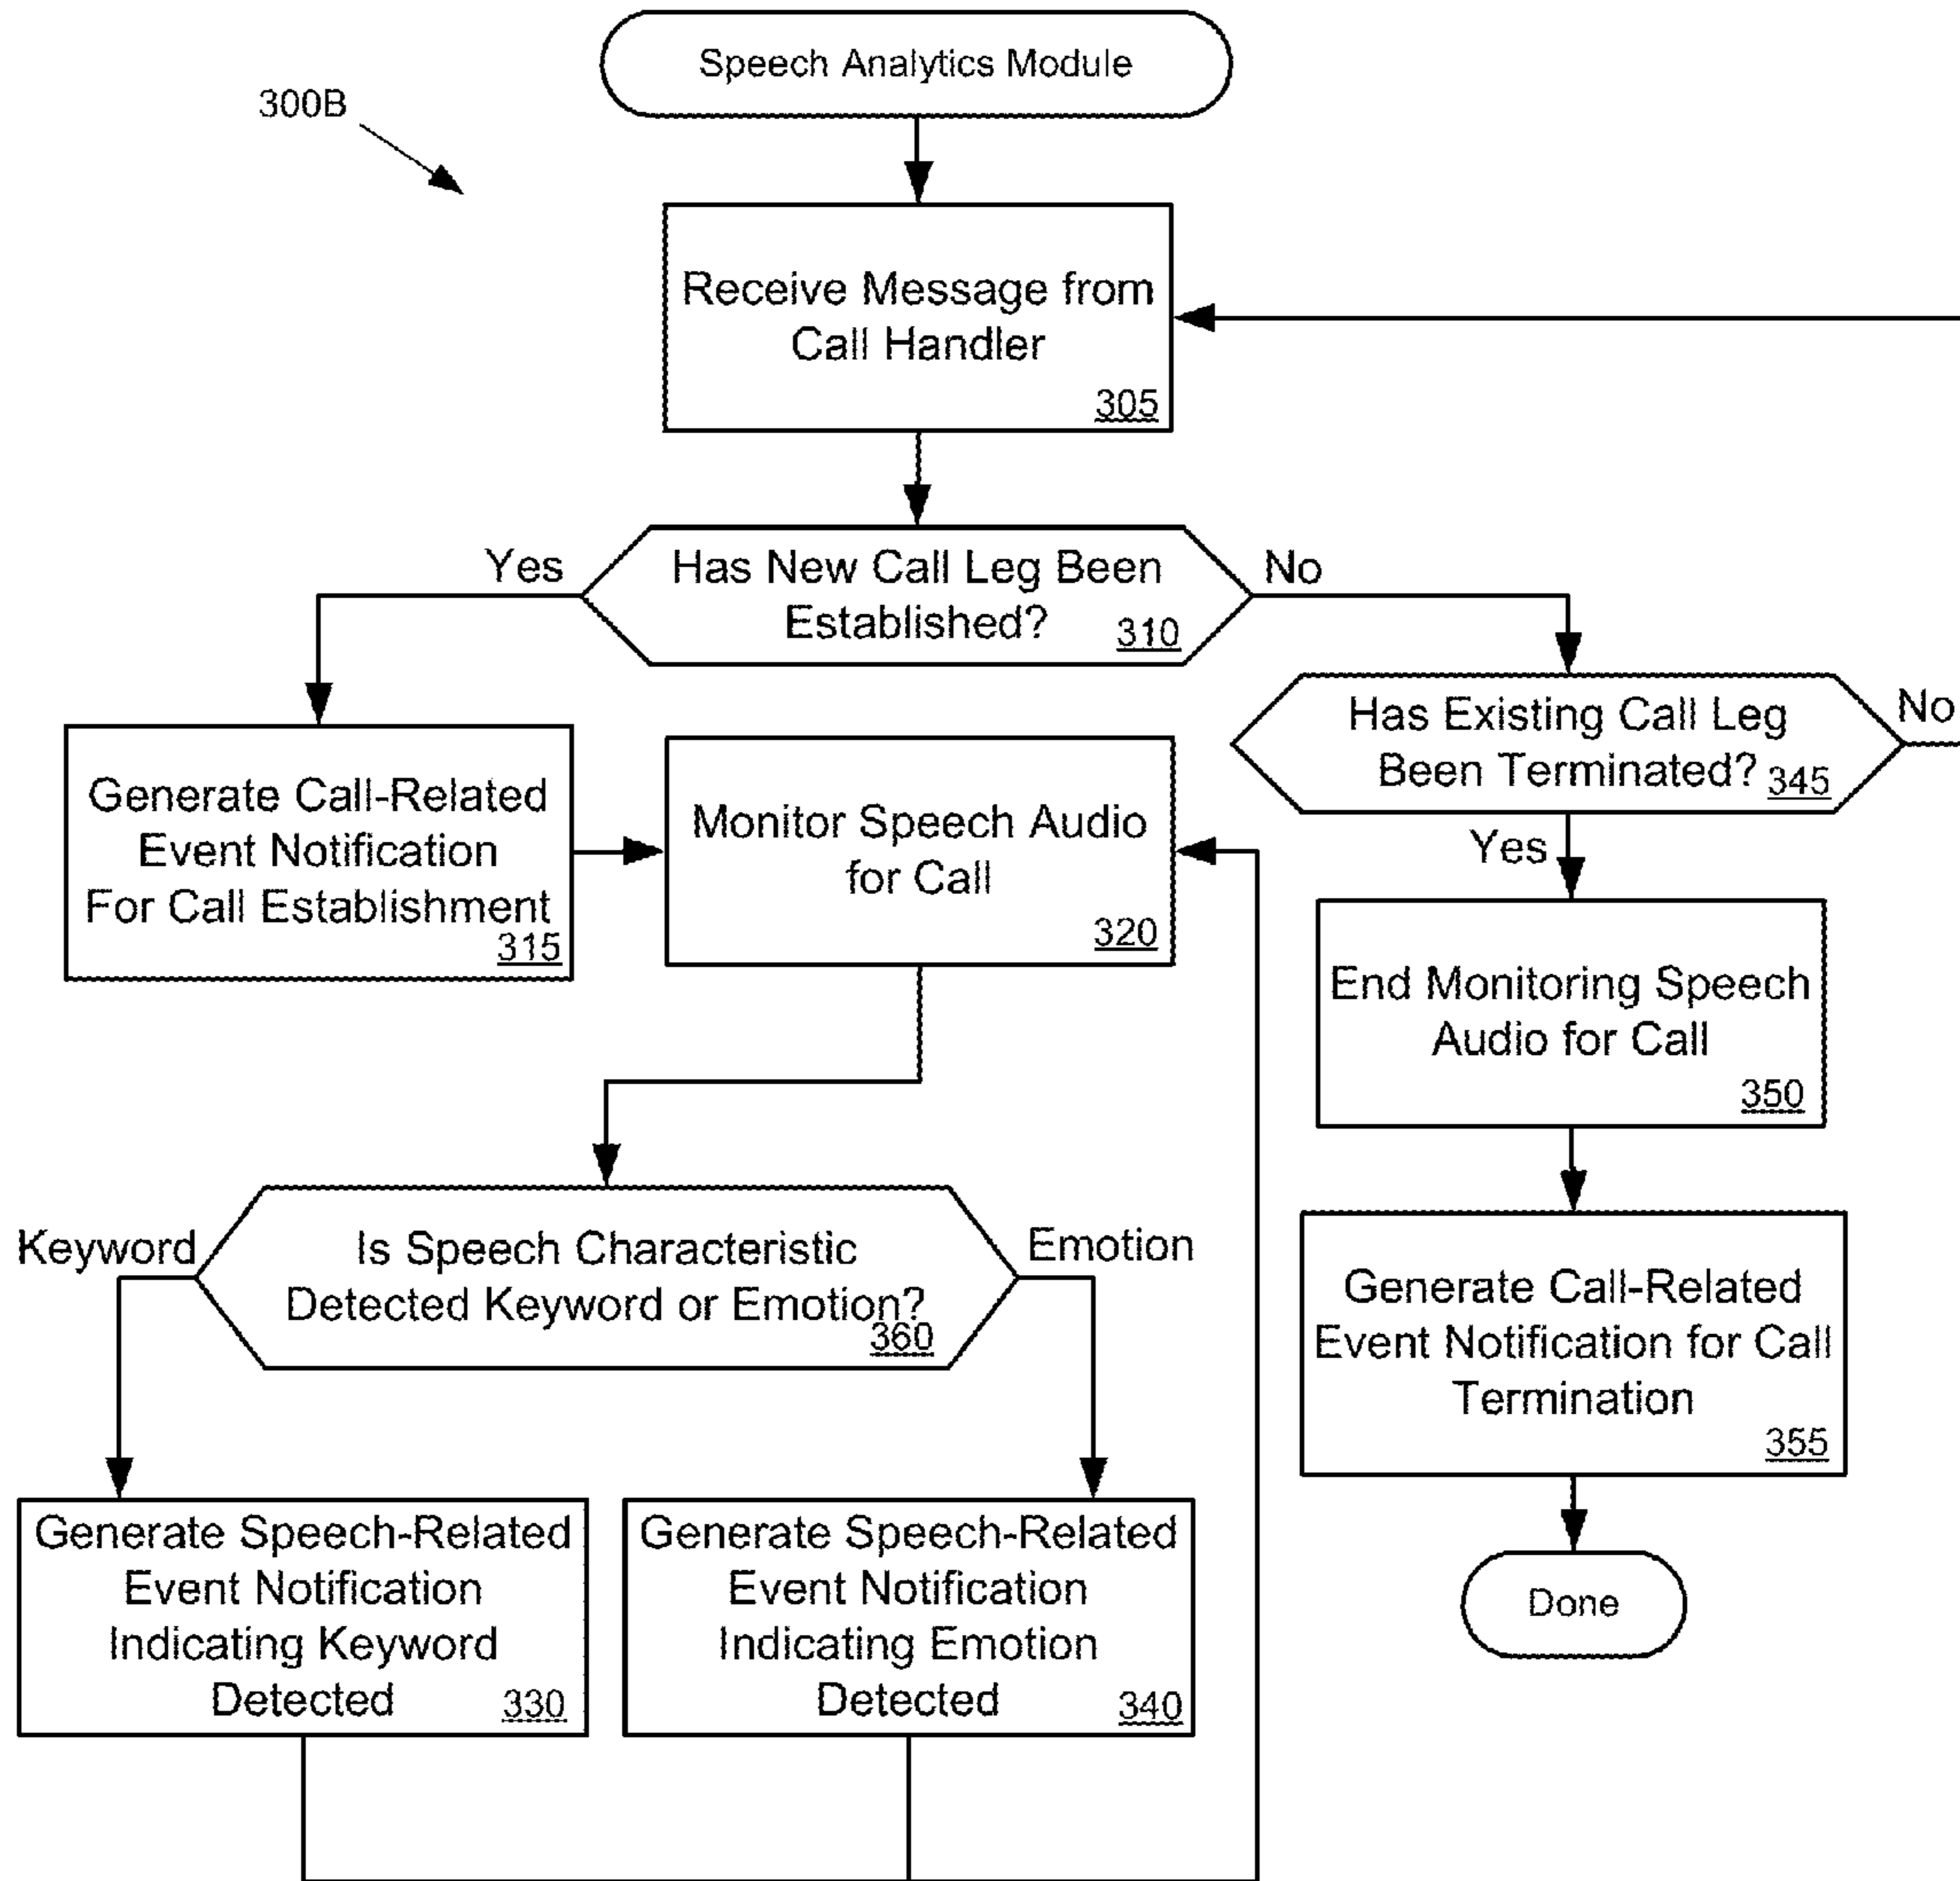 Speech Analytics Module
300B
Receive Message from
Call Handler
305
Yes
Has New Call Leg Been
Established?
310
No
Has Existing Call Leg
Been Terminated?
345
No
Yes
Generate Call-Related
Event Notification
For Call Establishment
315
Monitor Speech Audio
for Call
320
End Monitoring Speech
Audio for Call
350
Keyword
Is Speech Characteristic
Detected Keyword or Emotion?
360
Emotion
Generate Call-Related
Event Notification for Call
Termination
355
Generate Speech-Related
Event Notification
Indicating Keyword
Detected
330
Generate Speech-Related
Event Notification
Indicating Emotion
Detected
340
Done